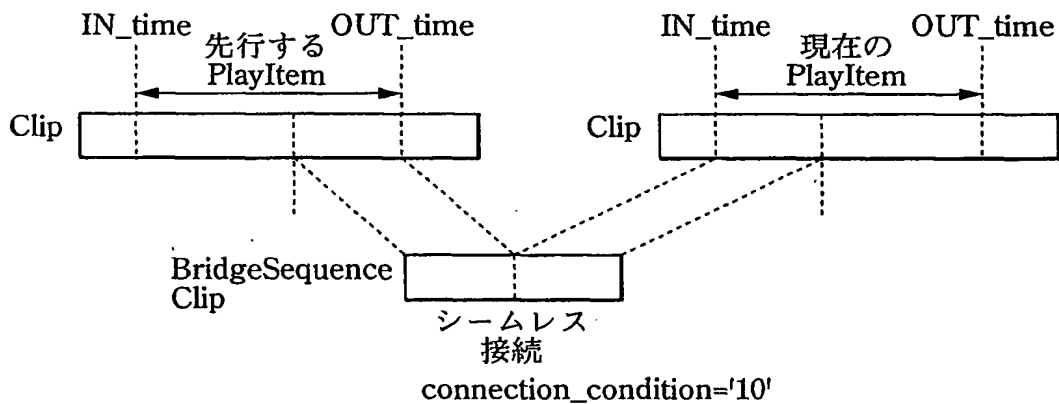 IN_time
OUT_time
IN_time
OUT_time
先行する
PlayItem
現在の
PlayItem
Clip
Clip
BridgeSequence
Clip
シームレス
接続
connection_condition='10'